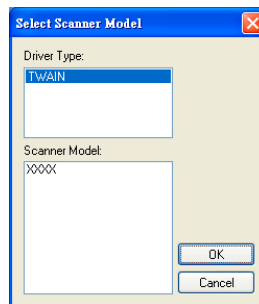 Select Scanner Model
Driver Type:
TWAIN
Scanner Model:
XXXX
OK
Cancel